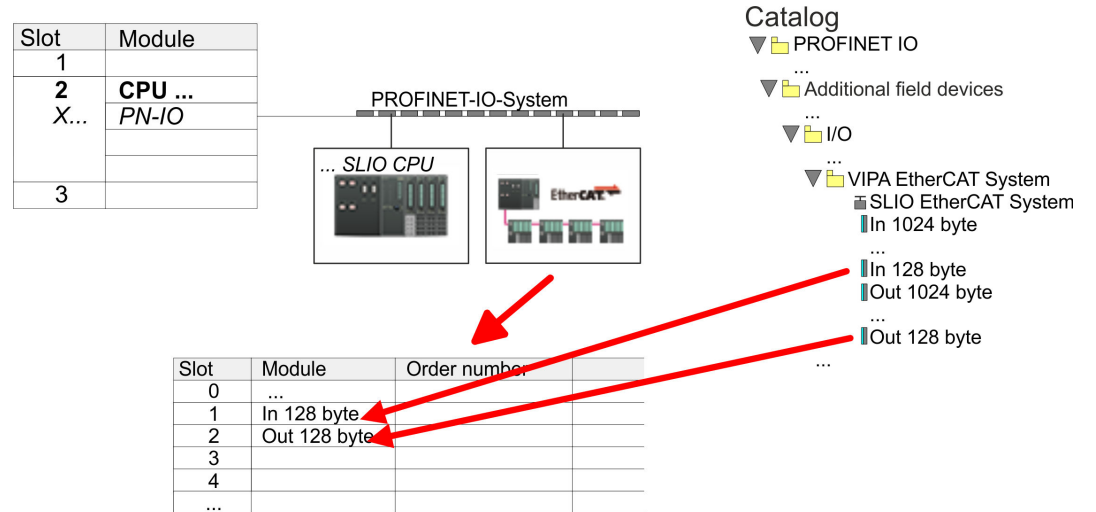 Slot Module
1
2 CPU ...
X... PN-IO
3
PROFINET-IO-System
... SLIO CPU
EtherCAT
Catalog
PROFINET IO
...
Additional field devices
...
I/O
...
VIPA EtherCAT System
SLIO EtherCAT System
In 1024 byte
...
In 128 byte
Out 1024 byte
...
Out 128 byte
...
Slot Module Order number
0 ...
1 In 128 byte
2 Out 128 byte
3
4
...